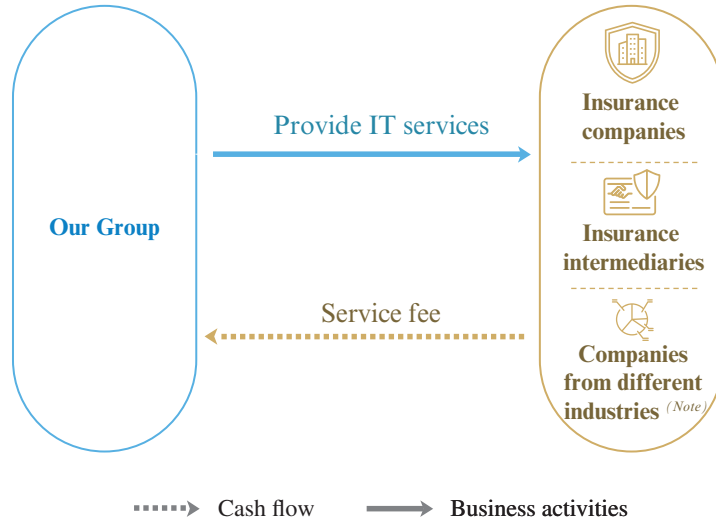 Our Group
Provide IT services
Service fee
Insurance
companies
Insurance
intermediaries
Companies
from different
industries (Note)
Cash flow
Business activities